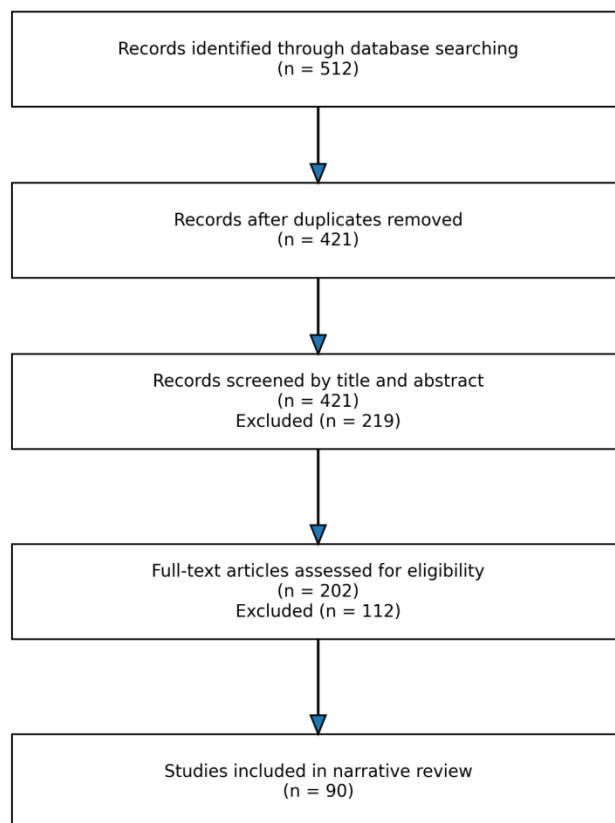 Records identified through database searching
(n = 512)
Records after duplicates removed
(n = 421)
Records screened by title and abstract
(n = 421)
Excluded (n = 219)
Full-text articles assessed for eligibility
(n = 202)
Excluded (n = 112)
Studies included in narrative review
(n = 90)